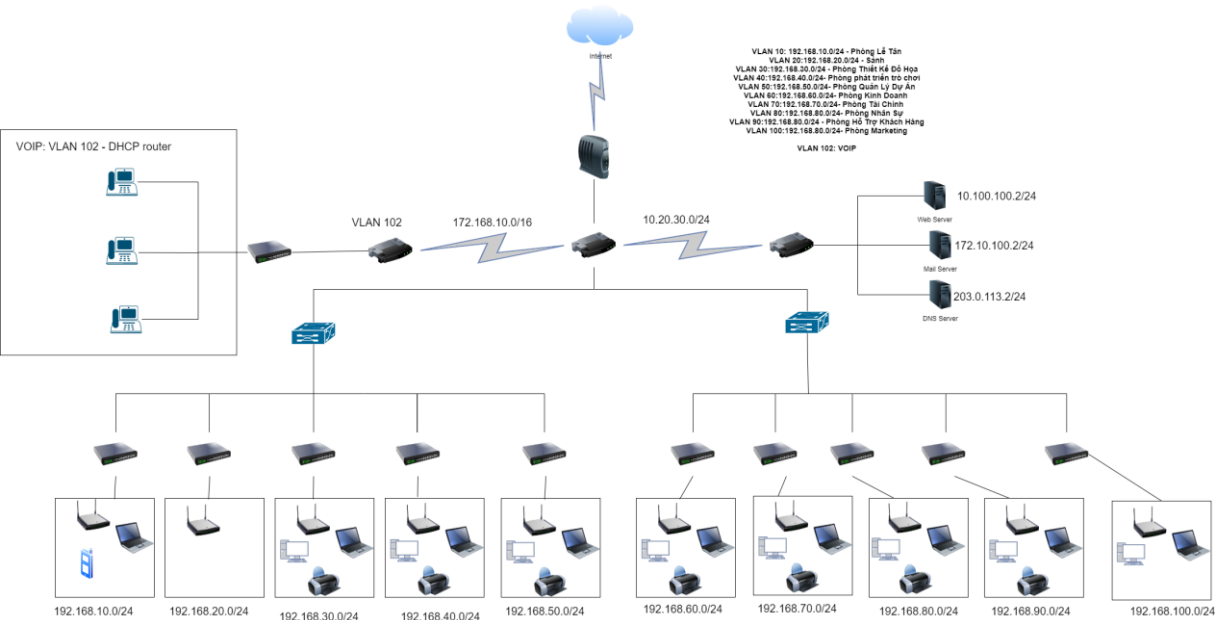 Internet
VLAN 10: 192.168.10.0/24 - Phòng Lễ Tân
VLAN 20:192.168.20.0/24 - Sảnh
VLAN 30:192.168.30.0/24 - Phòng Thiết Kế Đồ Họa
VLAN 40:192.168.40.0/24- Phòng phát triển trò chơi
VLAN 50:192.168.50.0/24- Phòng Quản Lý Dự Án
VLAN 60:192.168.60.0/24- Phòng Kinh Doanh
VLAN 70:192.168.70.0/24- Phòng Tài Chính
VLAN 80:192.168.80.0/24- Phòng Nhân Sự
VLAN 90:192.168.80.0/24 - Phòng Hỗ Trợ Khách Hàng
VLAN 100:192.168.80.0/24- Phòng Marketing
VLAN 102: VOIP
VOIP: VLAN 102 - DHCP router
VLAN 102
172.168.10.0/16
10.20.30.0/24
10.100.100.2/24
Web Server
172.10.100.2/24
Mail Server
203.0.113.2/24
DNS Server
192.168.10.0/24
192.168.20.0/24
192.168.30.0/24
192.168.40.0/24
192.168.50.0/24
192.168.60.0/24
192.168.70.0/24
192.168.80.0/24
192.168.90.0/24
192.168.100.0/24